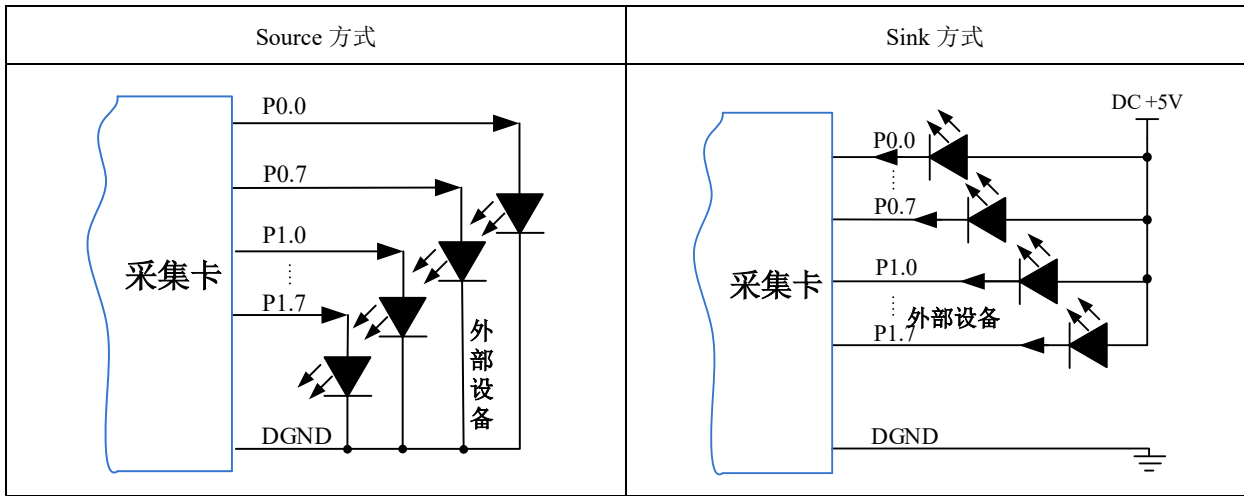 Source 方式
Sink 方式
P0.0
P0.7
P1.0
P1.7
采集卡
外部设备
DGND
DC +5V
P0.0
P0.7
P1.0
采集卡
外部设备
P1.7
DGND